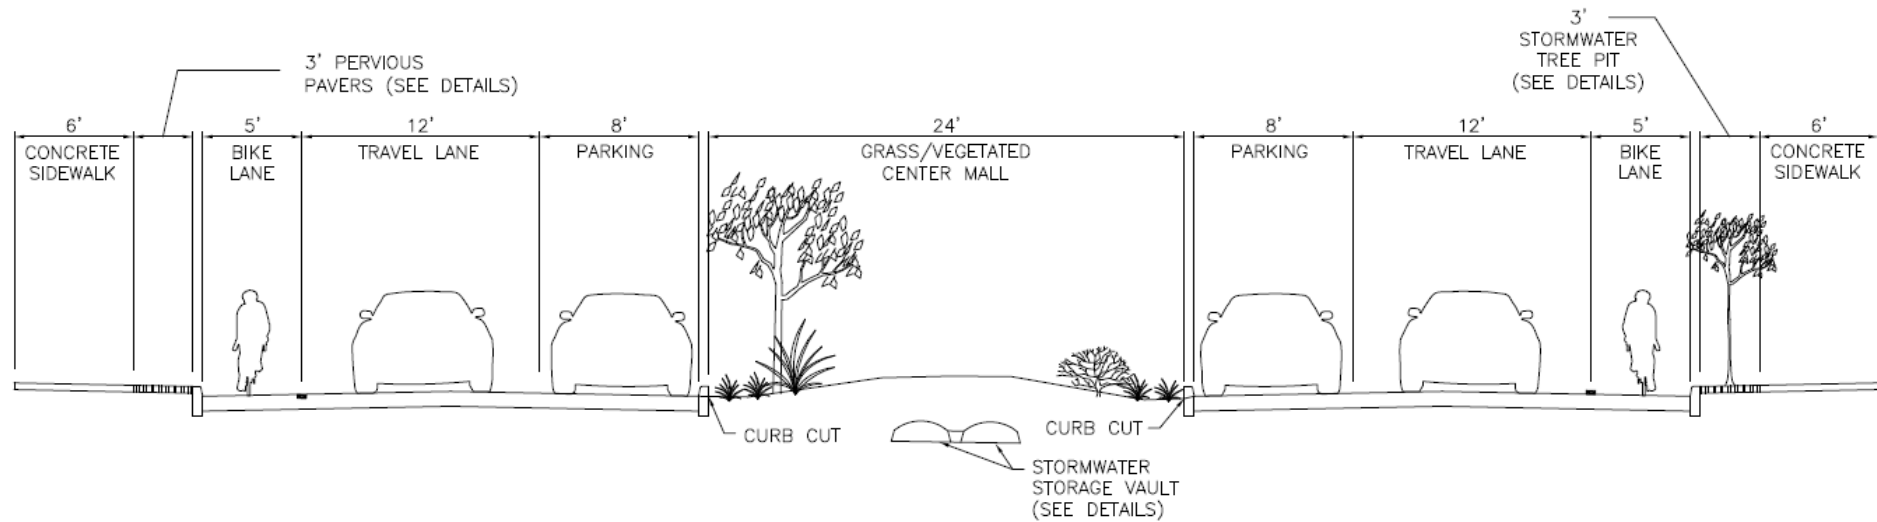 3'
STORMWATER
TREE PIT
(SEE DETAILS)
3' PERVIOUS
PAVERS (SEE DETAILS)
6'
CONCRETE
SIDEWALK
5'
BIKE
LANE
12'
TRAVEL LANE
8'
PARKING
24'
GRASS/VEGETATED
CENTER MALL
8'
PARKING
12'
TRAVEL LANE
5'
BIKE
LANE
6'
CONCRETE
SIDEWALK
CURB CUT
CURB CUT
STORMWATER
STORAGE VAULT
(SEE DETAILS)